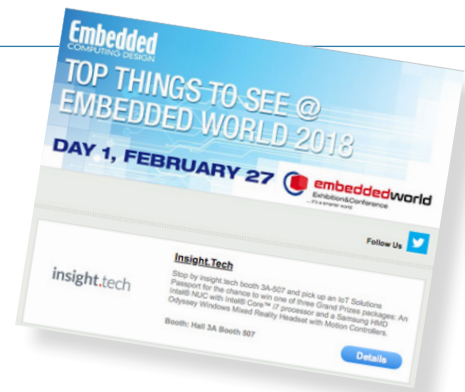 Embedded
COMPUTING DESIGN
TOP THINGS TO SEE @
EMBEDDED WORLD 2018
DAY 1, FEBRUARY 27
embeddedworld
Exhibition&Conference
... it's a smarter world
Follow Us
insight.tech
Insight.Tech
Stop by insight.tech booth 3A-507 and pick up an IoT Solutions
Passport for the chance to win one of three Grand Prizes packages: An
Intel® NUC with Intel® Core™ i7 processor and a Samsung HMD
Odyssey Windows Mixed Reality Headset with Motion Controllers.
Booth: Hall 3A Booth 507
Details